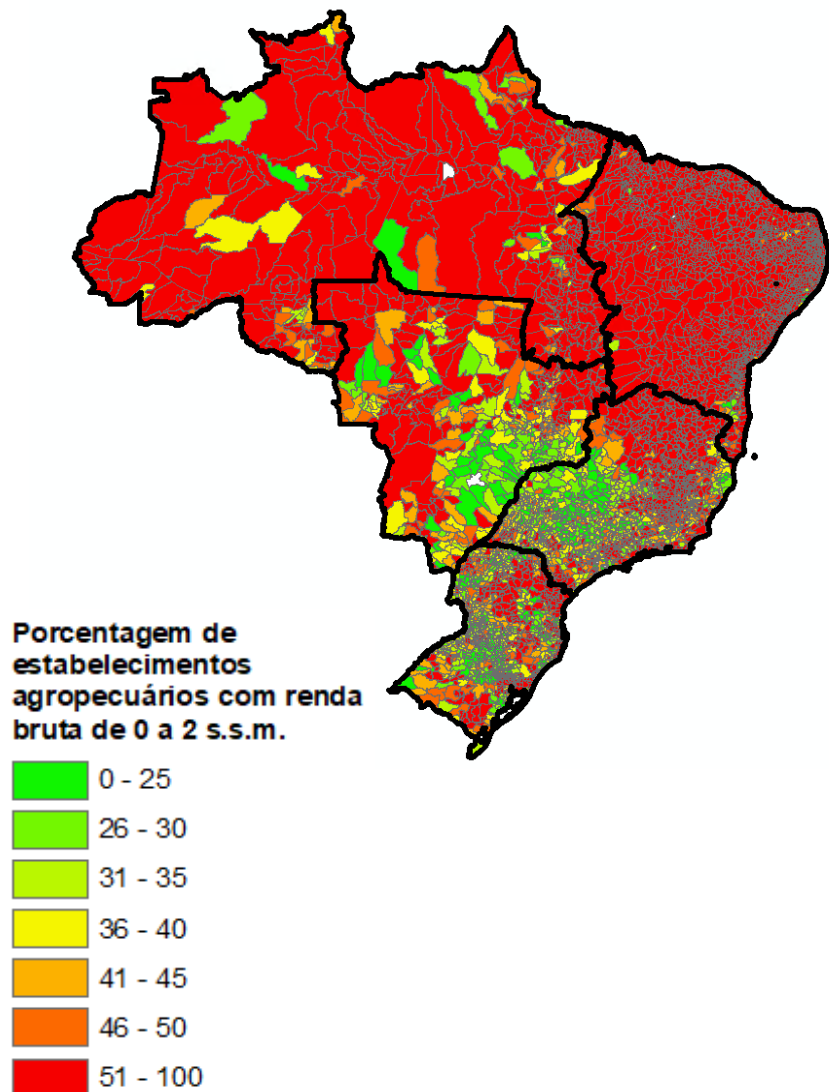 Porcentagem de
estabelecimentos
agropecuários com renda
bruta de 0 a 2 s.s.m.
0 - 25
26 - 30
31 - 35
36 - 40
41 - 45
46 - 50
51 - 100